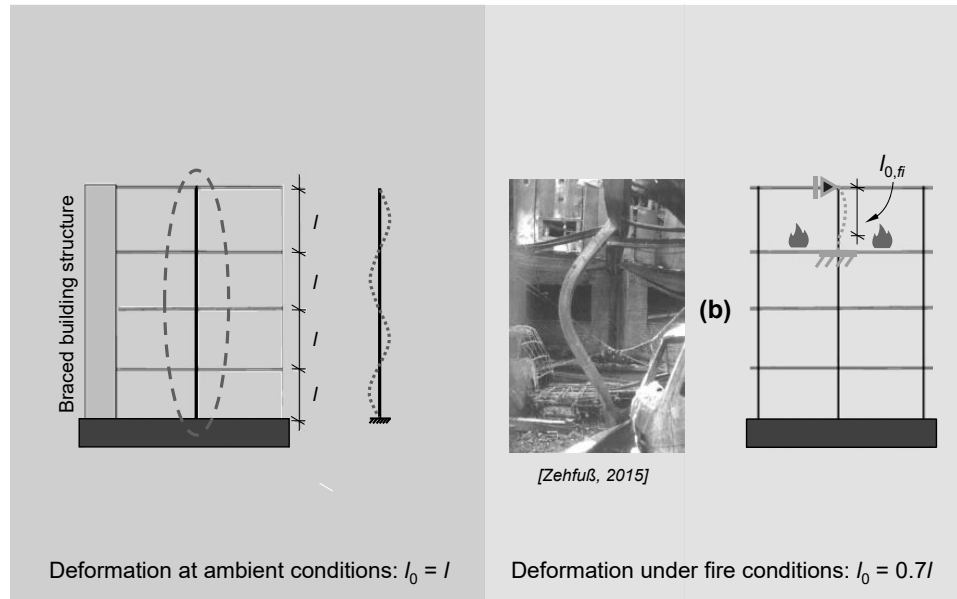 Braced building structure
l
l
l
l
[Zehfuß, 2015]
(b)
l0,fi
Deformation at ambient conditions: l0 = l
Deformation under fire conditions: l0 = 0.7l